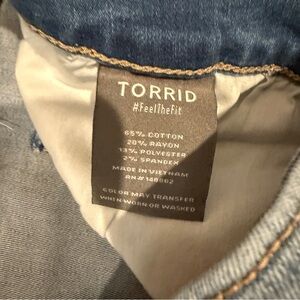 TORRID
#FeelTheFit
65% COTTON
20% RAYON
13% POLYESTER
2% SPANDEX
MADE IN VIETNAM
RN# 148802
COLOR MAY TRANSFER
WHEN WORN OR WASHED